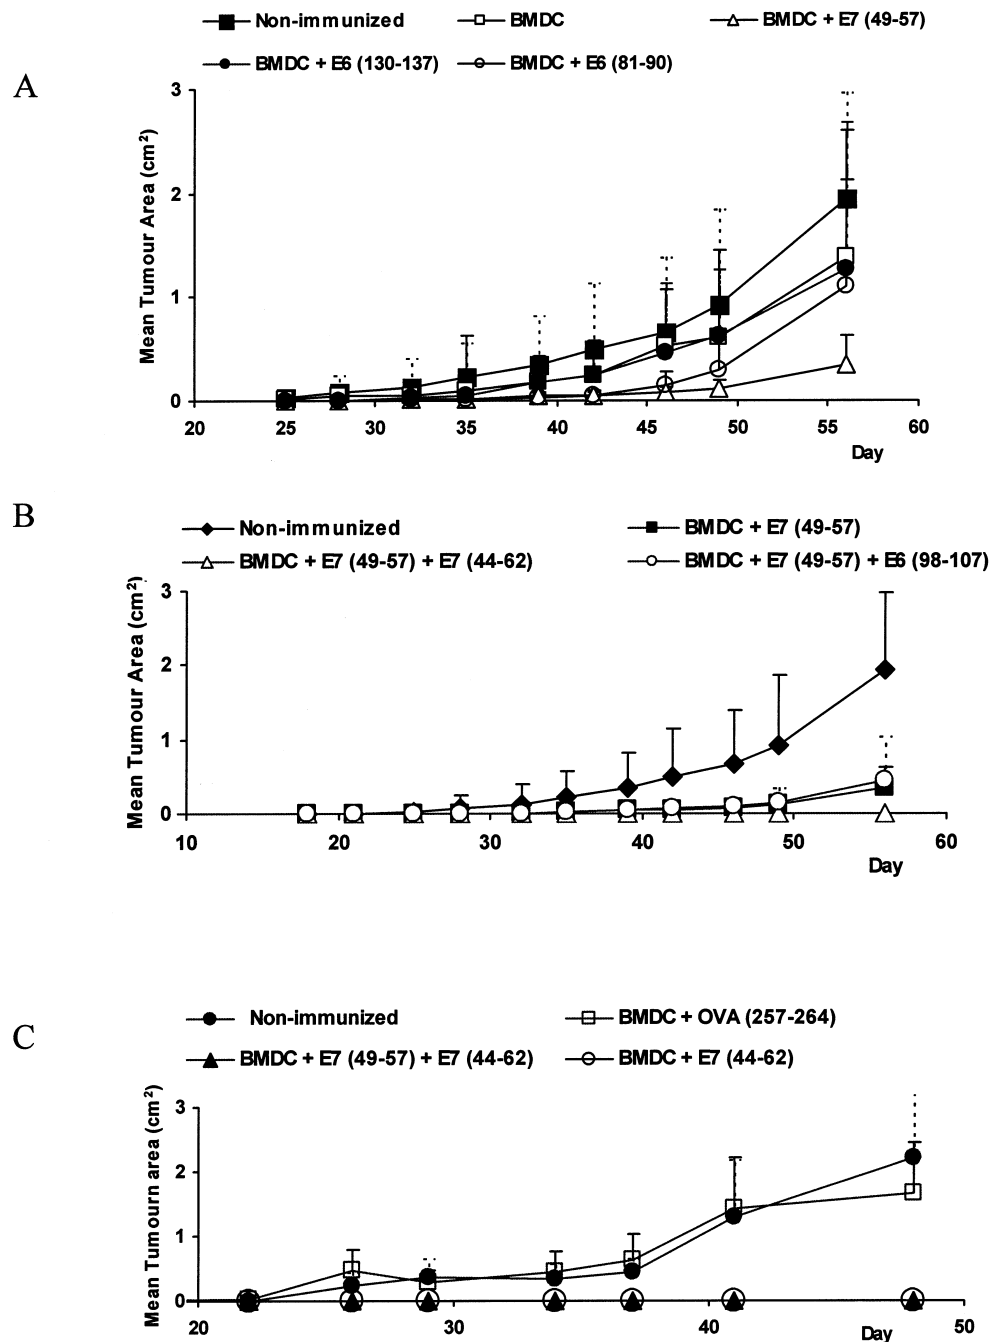 Non-immunized BMDC BMDC + E7 (49-57)
BMDC + E6 (130-137) BMDC + E6 (81-90)
A
Mean Tumour Area (cm²)
3
2
1
0
20 25 30 35 40 45 50 55 60
Day
B
Non-immunized BMDC + E7 (49-57)
BMDC + E7 (49-57) + E7 (44-62) BMDC + E7 (49-57) + E6 (98-107)
Mean Tumour Area (cm²)
3
2
1
0
10 20 30 40 50 60
Day
C
Non-immunized BMDC + OVA (257-264)
BMDC + E7 (49-57) + E7 (44-62) BMDC + E7 (44-62)
Mean Tumourn area (cm²)
3
2
1
0
20 30 40 50
Day